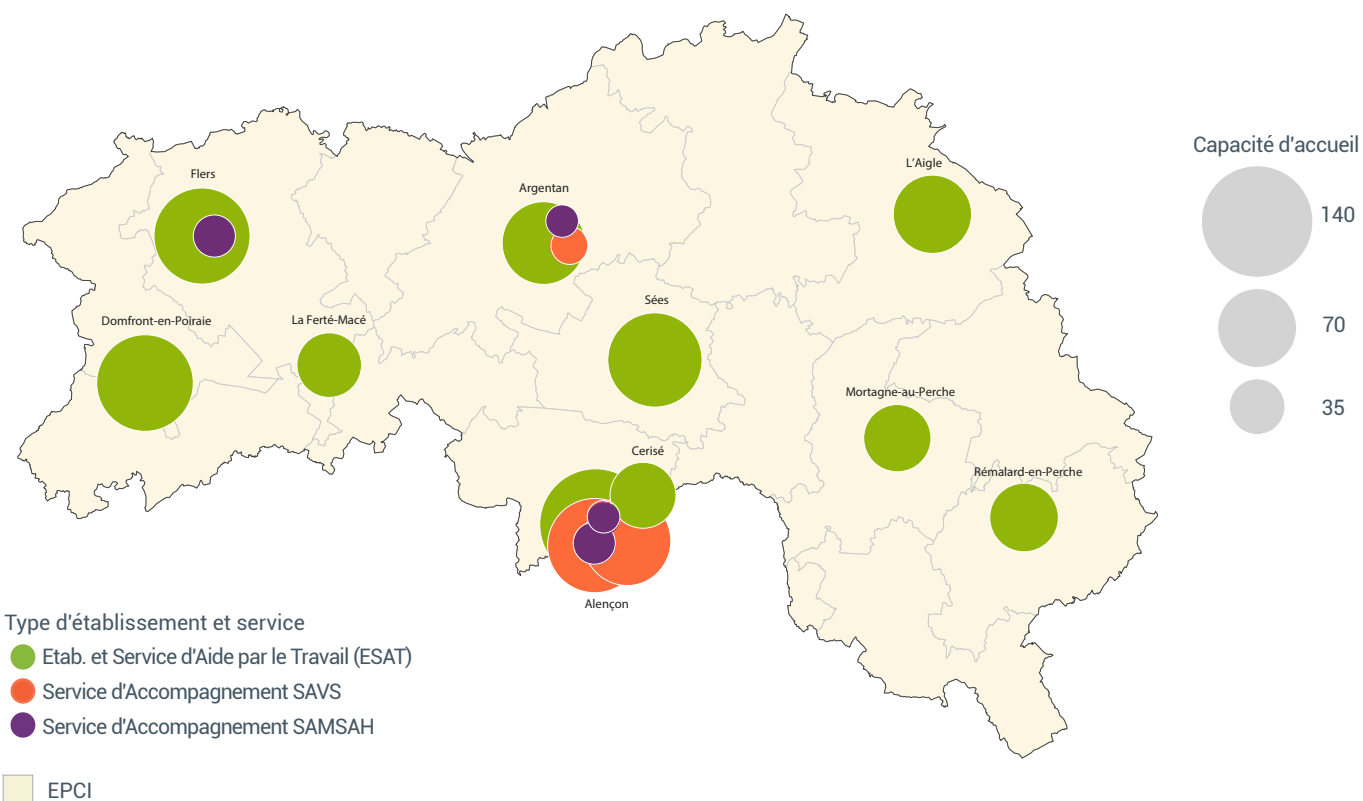 Capacité d'accueil
140
70
35
L'Aigle
Flers
Argentan
Sées
Domfront-en-Poiraie
La Ferté-Macé
Mortagne-au-Perche
Cerisé
Rémalard-en-Perche
Alençon
Type d'établissement et service
Etab. et Service d'Aide par le Travail (ESAT)
Service d'Accompagnement SAVS
Service d'Accompagnement SAMSAH
EPCI